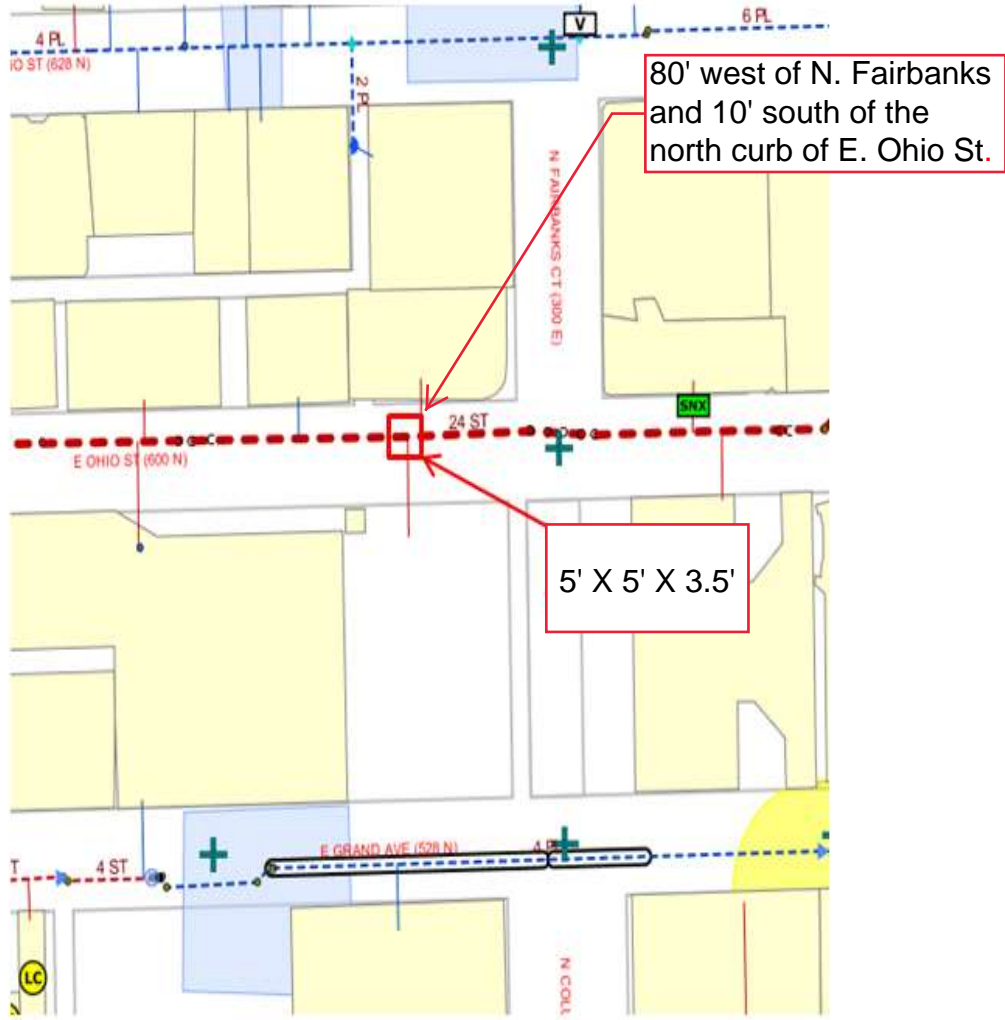 V
6 PL
4 PL
IO ST (628 N)
80' west of N. Fairbanks
and 10' south of the
north curb of E. Ohio St.
2 PL
N FAIRBANKS CT (300 E)
SNX
24 ST
E OHIO ST (600 N)
5' X 5' X 3.5'
E GRAND AVE (528 N)
T
4 ST
LC
N COLL